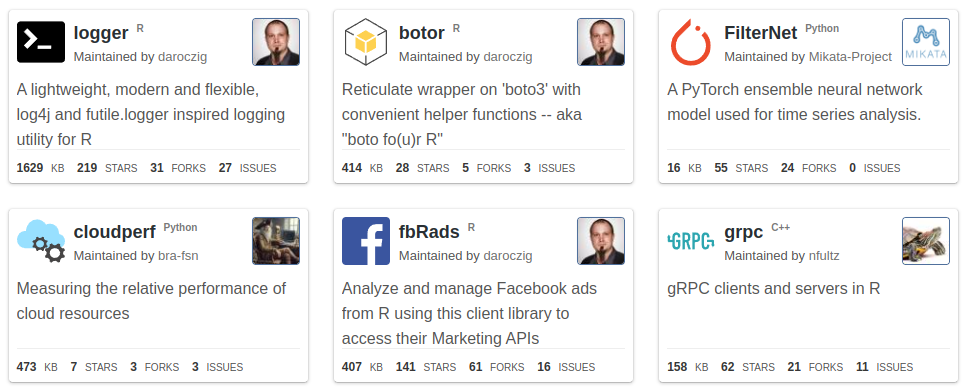 logger R
Maintained by daroczig
A lightweight, modern and flexible,
log4j and futile.logger inspired logging
utility for R
1629 KB 219 STARS 31 FORKS 27 ISSUES
botor R
Maintained by daroczig
Reticulate wrapper on 'boto3' with
convenient helper functions -- aka
"boto fo(u)r R"
414 KB 28 STARS 5 FORKS 3 ISSUES
FilterNet Python
Maintained by Mikata-Project
MIKATA
A PyTorch ensemble neural network
model used for time series analysis.
16 KB 55 STARS 24 FORKS 0 ISSUES
cloudperf Python
Maintained by bra-fsn
Measuring the relative performance of
cloud resources
473 KB 7 STARS 3 FORKS 3 ISSUES
fbRads R
Maintained by daroczig
Analyze and manage Facebook ads
from R using this client library to
access their Marketing APIs
407 KB 141 STARS 61 FORKS 16 ISSUES
GRPC
grpc C++
Maintained by nfultz
gRPC clients and servers in R
158 KB 62 STARS 21 FORKS 11 ISSUES